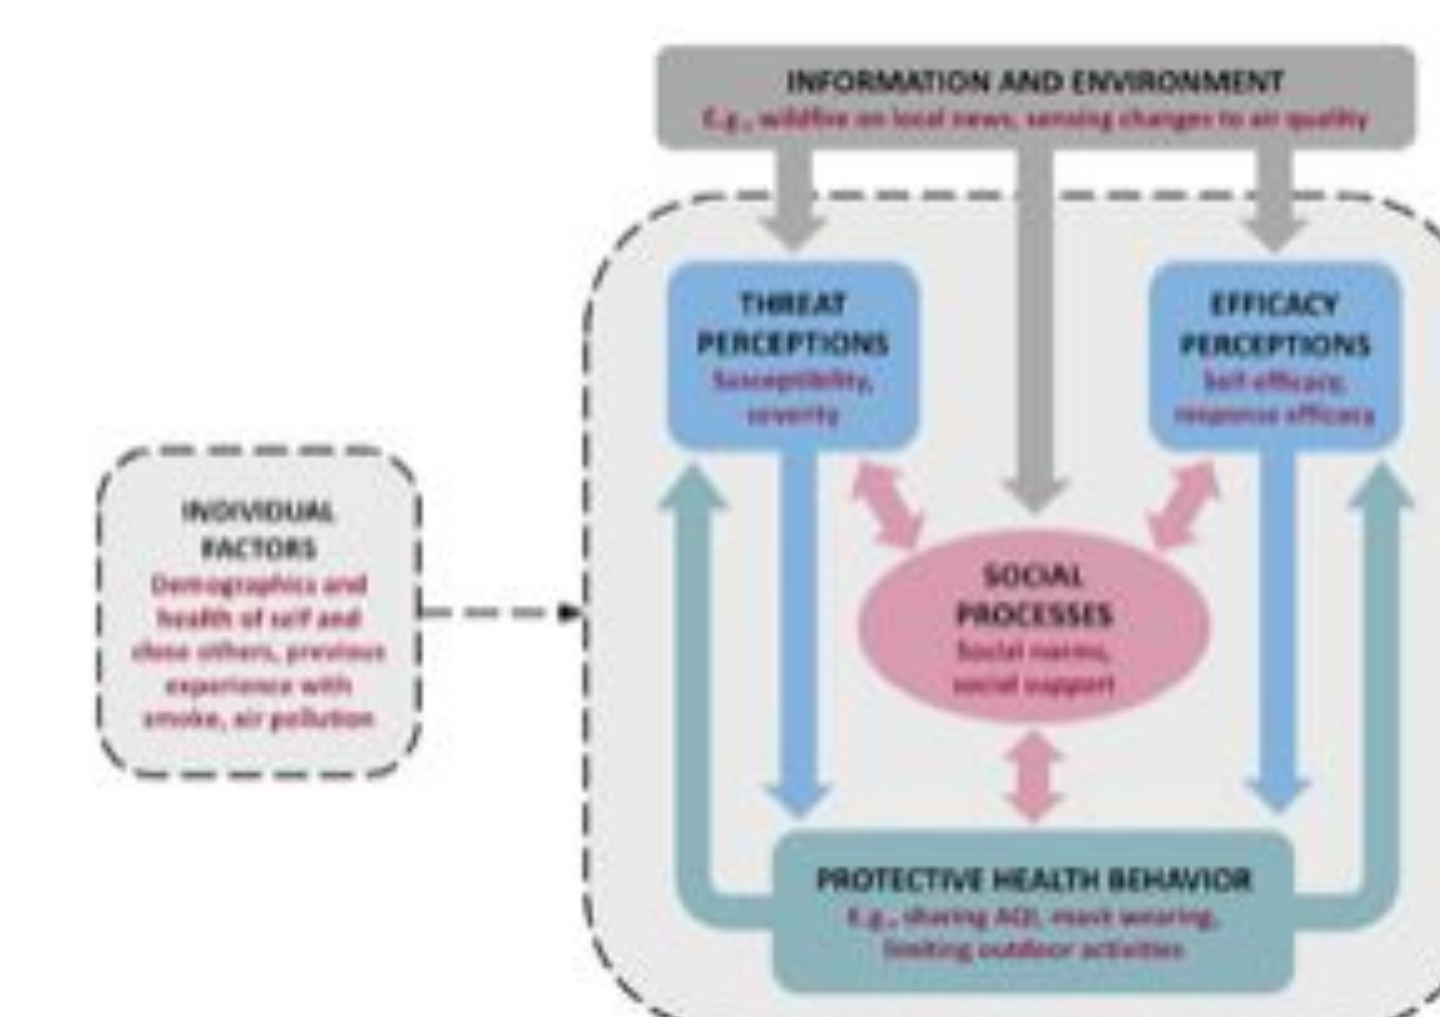 INFORMATION AND ENVIRONMENT
E.g., wildfire on local news, sensing changes to air quality
THREAT
PERCEPTIONS
Susceptibility,
severity
EFFICACY
PERCEPTIONS
Self-efficacy,
response efficacy
INDIVIDUAL
FACTORS
Demographics and
health of self and
close others, previous
experience with
smoke, air pollution
SOCIAL
PROCESSES
Social norms,
social support
PROTECTIVE HEALTH BEHAVIOR
E.g., sharing AQI, mask wearing,
limiting outdoor activities